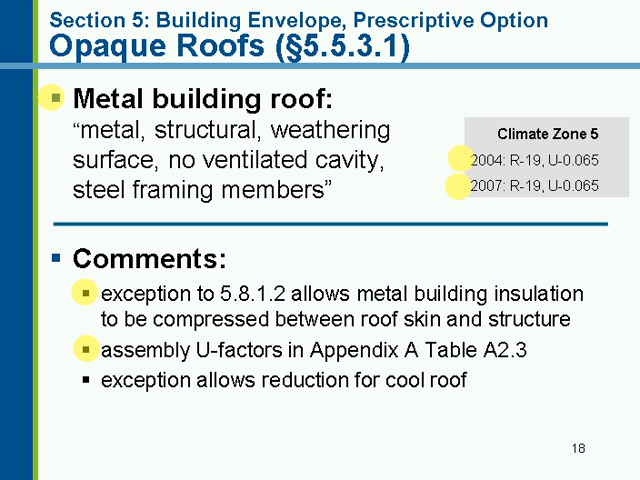 Section 5: Building Envelope, Prescriptive Option
Opaque Roofs (§5.5.3.1)
▪ Metal building roof:
“metal, structural, weathering
surface, no ventilated cavity,
steel framing members”
Climate Zone 5
2004: R-19, U-0.065
2007: R-19, U-0.065
▪ Comments:
▪ exception to 5.8.1.2 allows metal building insulation
to be compressed between roof skin and structure
▪ assembly U-factors in Appendix A Table A2.3
▪ exception allows reduction for cool roof
18